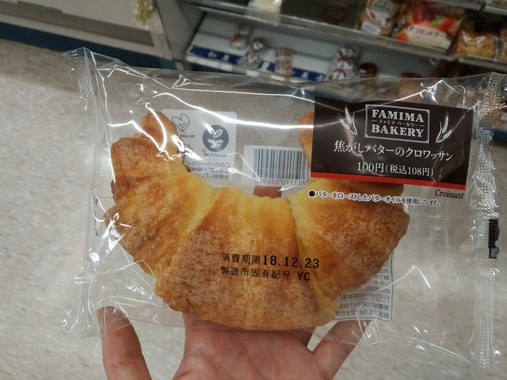 FAMIMA
ファミマ・ベーカリー
BAKERY
焦がしバターのクロワッサン
100円(税込108円)
Croissant
●バターをローストしたバターオイルを使用しています。
消費期限 18.12.23
製造所固有記号 YC